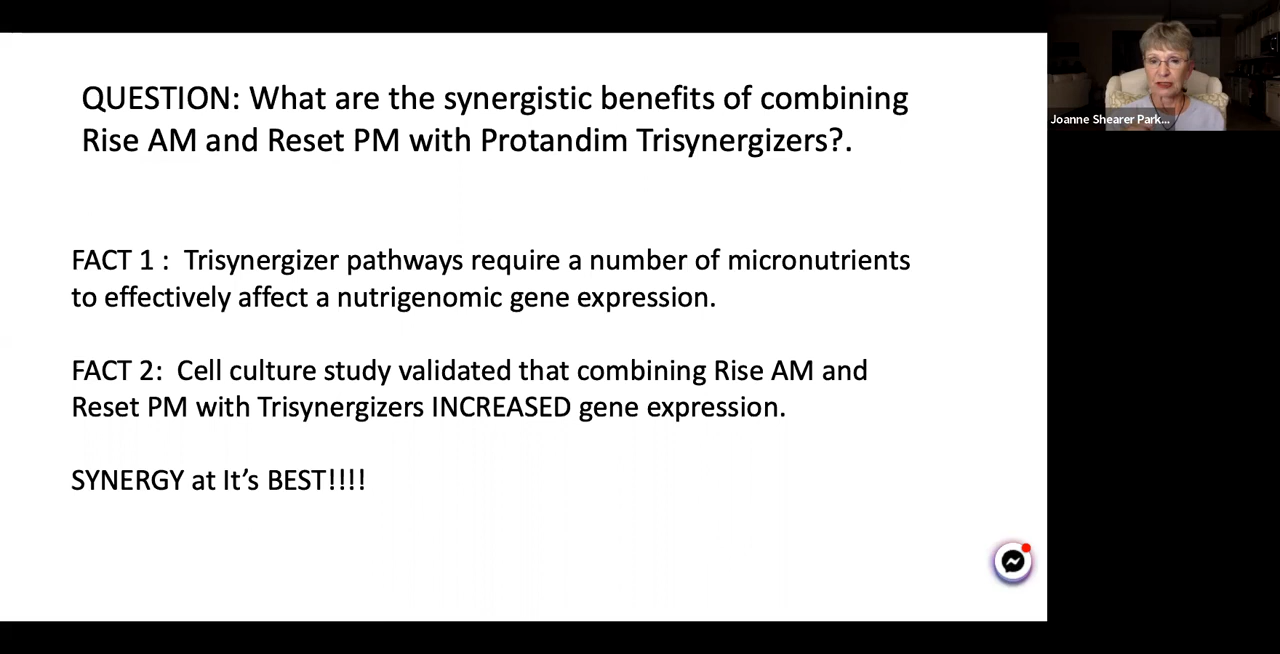 QUESTION: What are the synergistic benefits of combining
Rise AM and Reset PM with Protandim Trisynergizers?.
FACT 1 :  Trisynergizer pathways require a number of micronutrients
to effectively affect a nutrigenomic gene expression.
FACT 2:  Cell culture study validated that combining Rise AM and
Reset PM with Trisynergizers INCREASED gene expression.
SYNERGY at It’s BEST!!!!
Joanne Shearer Park...